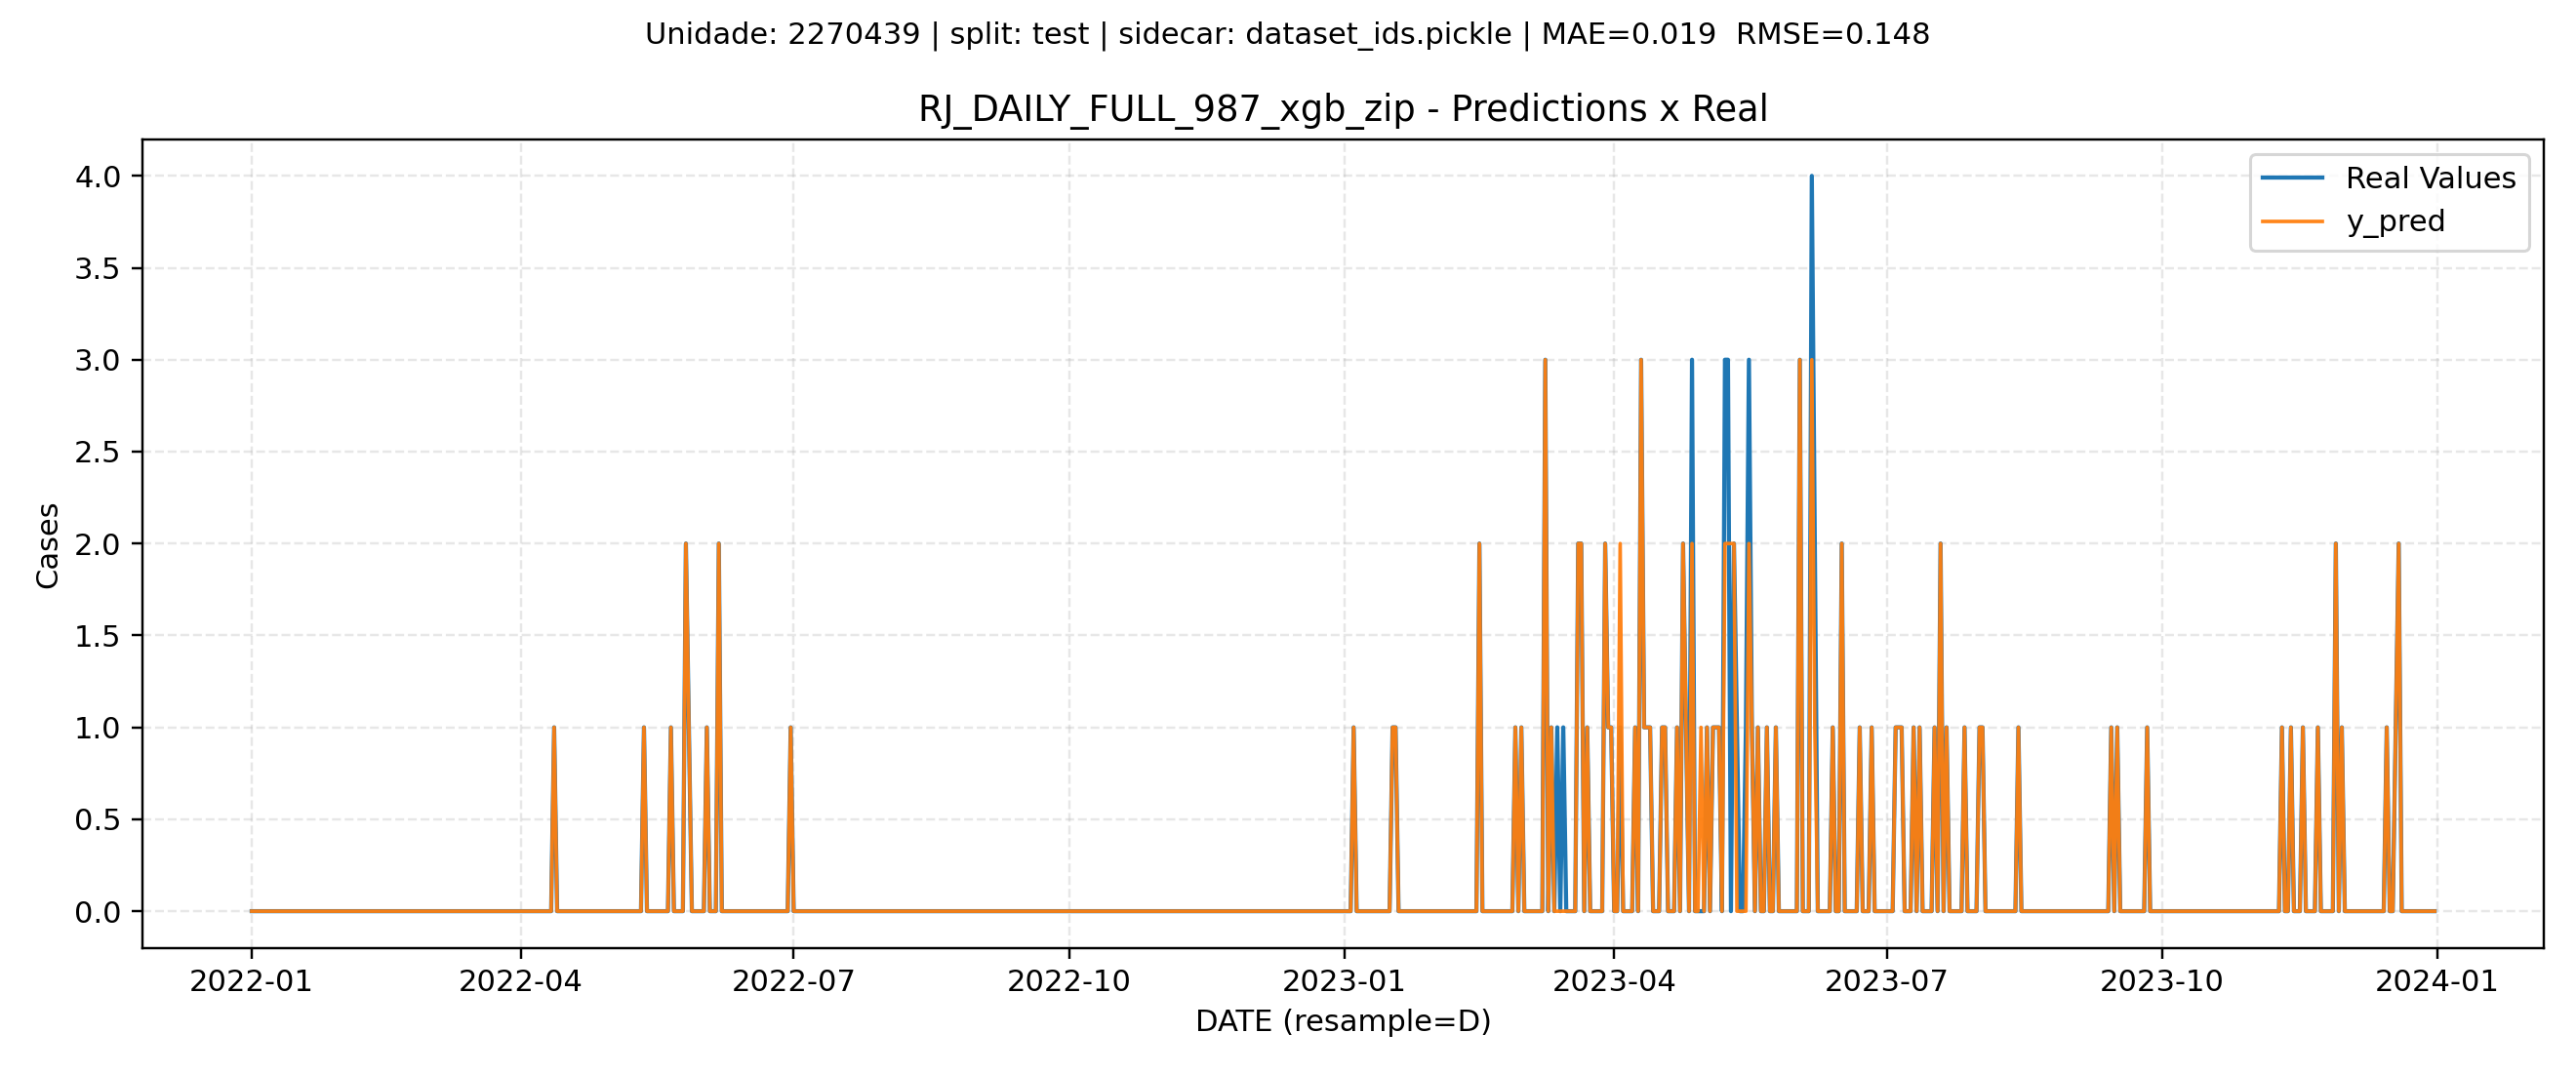 Unidade: 2270439 | split: test | sidecar: dataset_ids.pickle | MAE=0.019  RMSE=0.148
RJ_DAILY_FULL_987_xgb_zip - Predictions x Real
Real Values
y_pred
Cases
4.0
3.5
3.0
2.5
2.0
1.5
1.0
0.5
0.0
2022-01 2022-04 2022-07 2022-10 2023-01 2023-04 2023-07 2023-10 2024-01
DATE (resample=D)